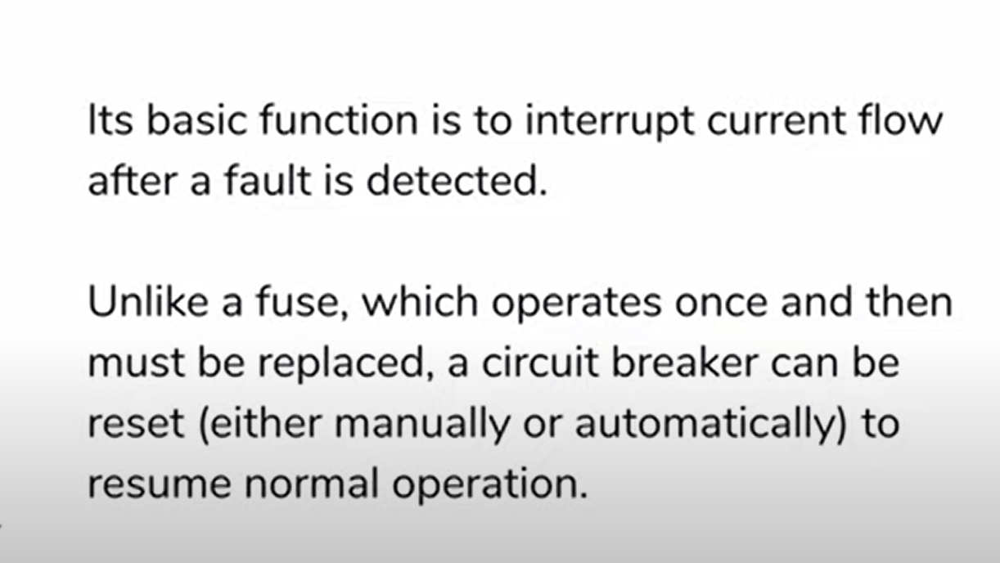 Its basic function is to interrupt current flow
after a fault is detected.
Unlike a fuse, which operates once and then
must be replaced, a circuit breaker can be
reset (either manually or automatically) to
resume normal operation.